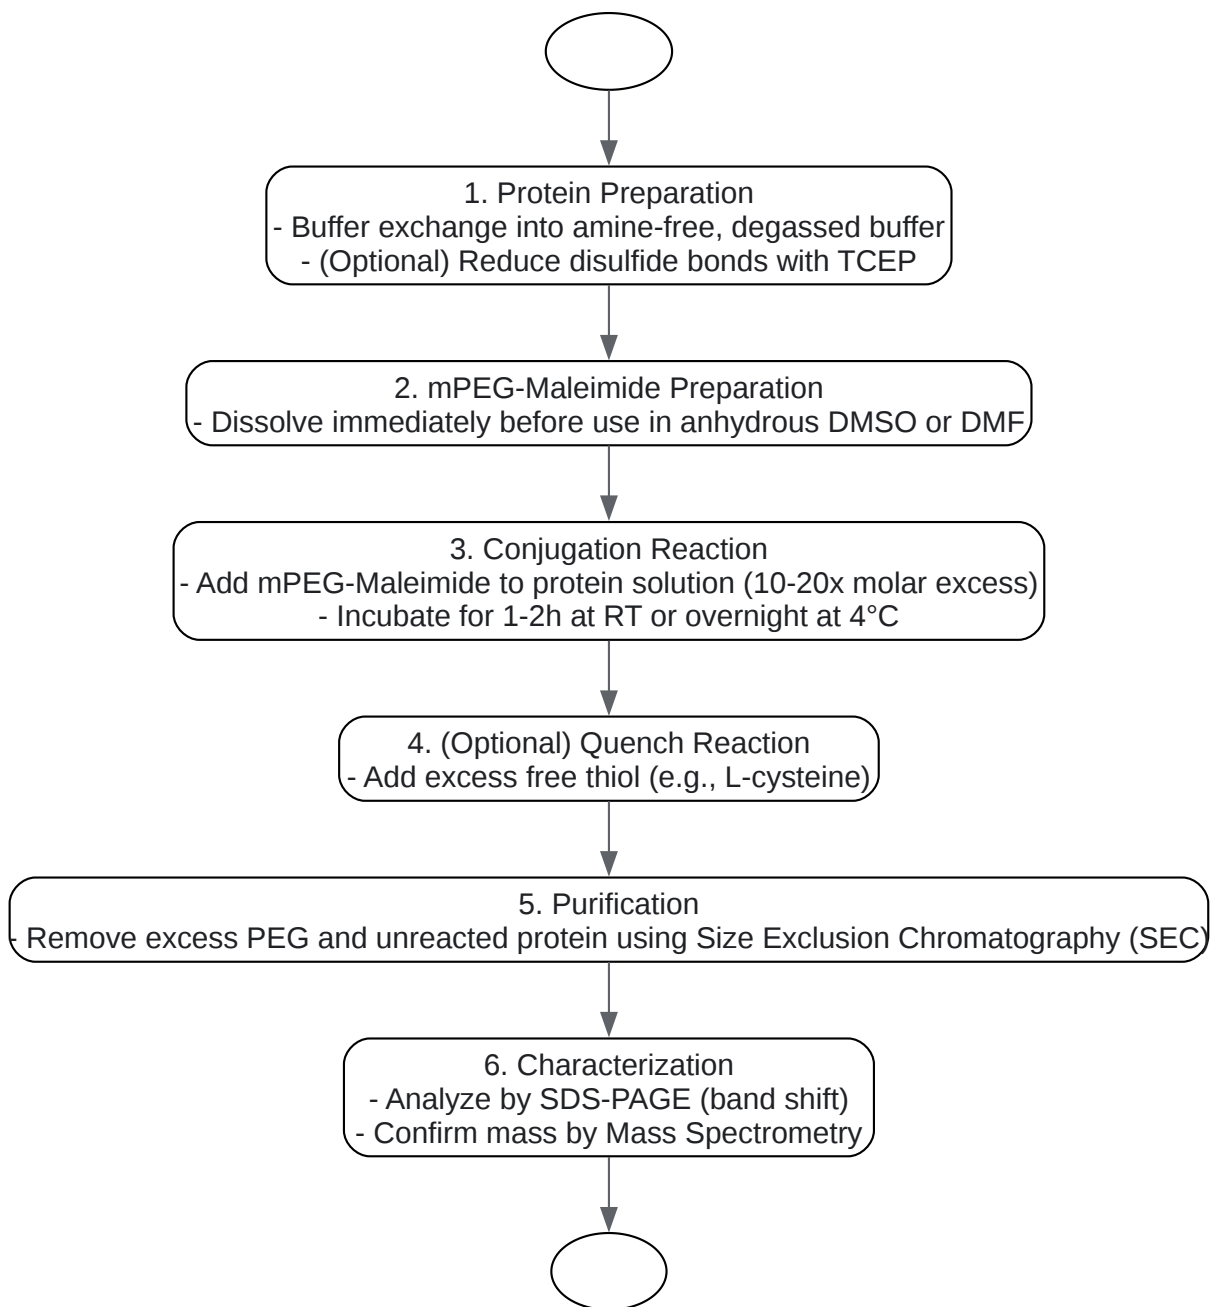 1. Protein Preparation
- Buffer exchange into amine-free, degassed buffer
- (Optional) Reduce disulfide bonds with TCEP
2. mPEG-Maleimide Preparation
- Dissolve immediately before use in anhydrous DMSO or DMF
3. Conjugation Reaction
- Add mPEG-Maleimide to protein solution (10-20x molar excess)
- Incubate for 1-2h at RT or overnight at 4°C
4. (Optional) Quench Reaction
- Add excess free thiol (e.g., L-cysteine)
5. Purification
- Remove excess PEG and unreacted protein using Size Exclusion Chromatography (SEC)
6. Characterization
- Analyze by SDS-PAGE (band shift)
- Confirm mass by Mass Spectrometry